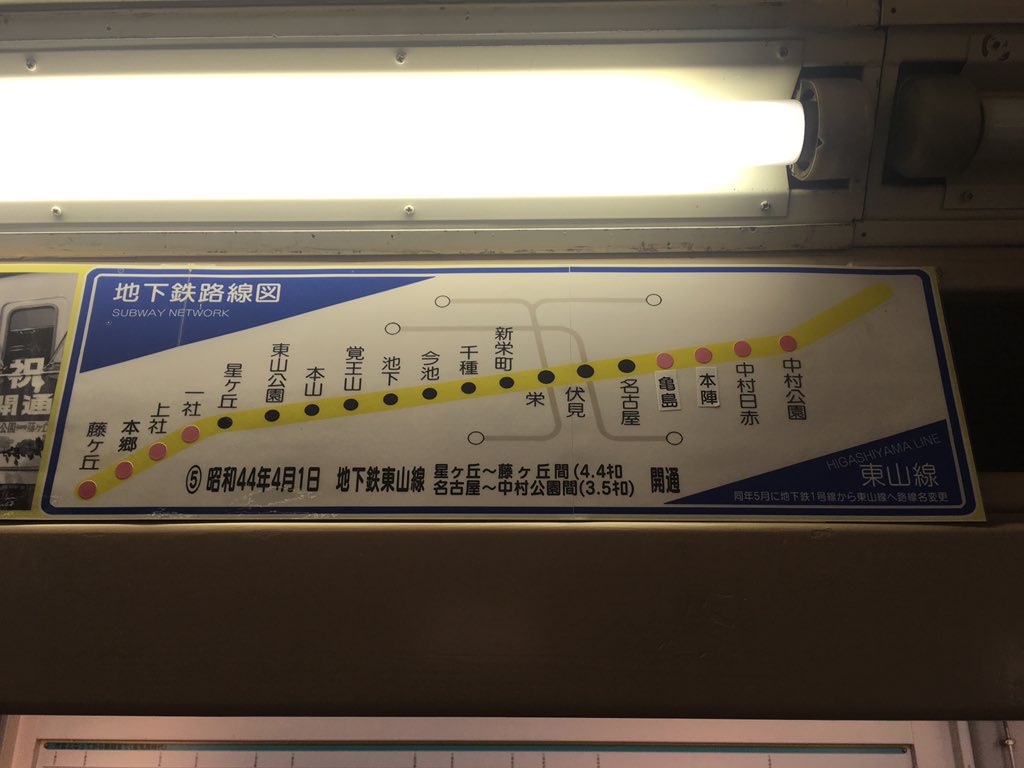 地下鉄路線図
SUBWAY NETWORK
祝
開通
藤ヶ丘
本郷
上社
一社
星ヶ丘
東山公園
本山
覚王山
池下
今池
千種
新栄町
栄
伏見
名古屋
亀島
本陣
中村日赤
中村公園
⑤ 昭和44年4月1日 地下鉄東山線 星ヶ丘～藤ヶ丘間(4.4キロ)
名古屋～中村公園間(3.5キロ) 開通
HIGASHIYAMA LINE
東山線
同年5月に地下鉄1号線から東山線へ路線名変更